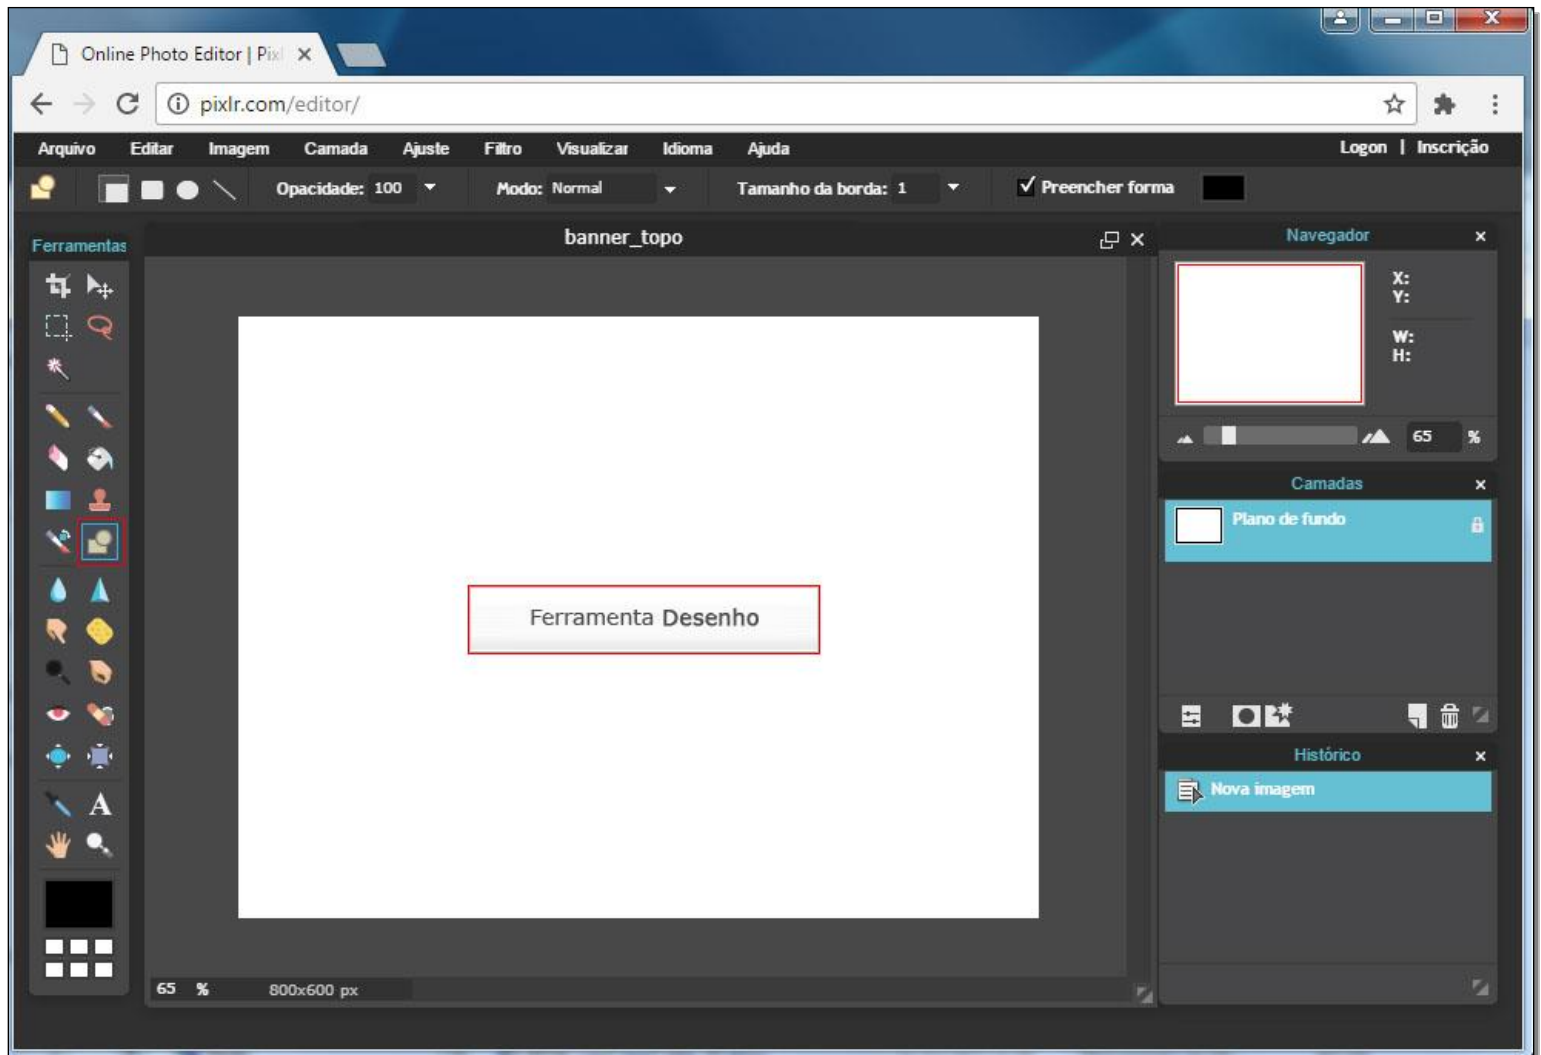 Online Photo Editor | Pixl
pixlr.com/editor/
Arquivo Editar Imagem Camada Ajuste Filtro Visualizar Idioma Ajuda Logon | Inscrição
Opacidade: 100 Modo: Normal Tamanho da borda: 1 Preencher forma
Ferramentas
banner_topo
Navegador
X:
Y:
W:
H:
65 %
Camadas
Plano de fundo
Ferramenta Desenho
Histórico
Nova imagem
A
65 % 800x600 px